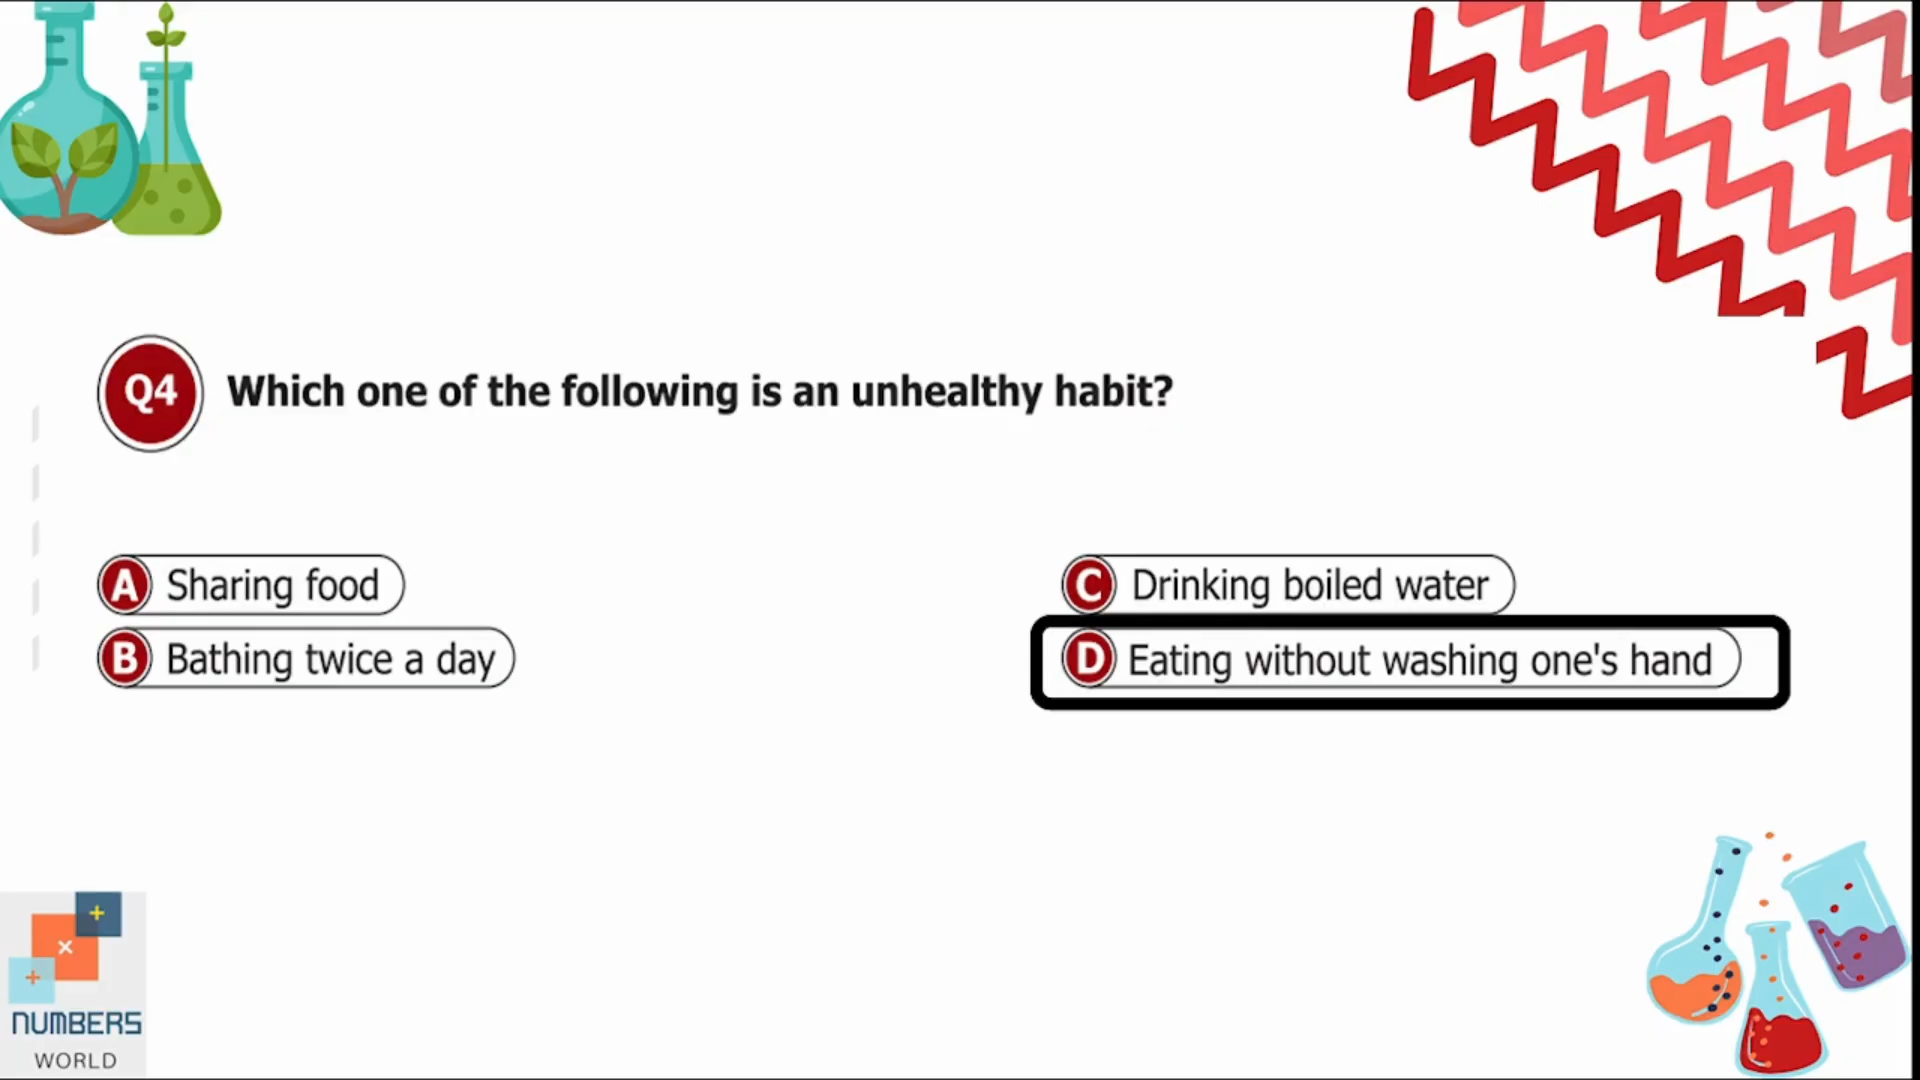 Q4 Which one of the following is an unhealthy habit?
A Sharing food
B Bathing twice a day
C Drinking boiled water
D Eating without washing one's hand
NUMBERS
WORLD